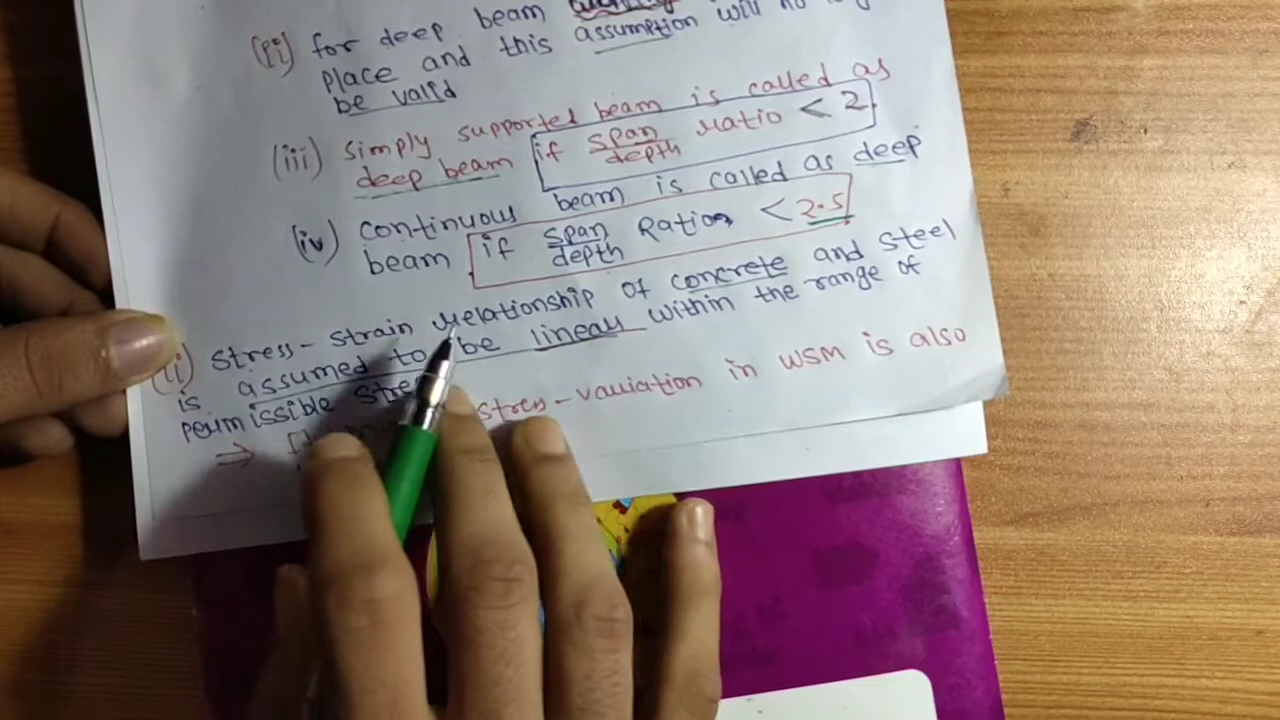 (ii) for deep beam
place and this assumption will no
be valid
(iii) simply supported beam is called as
deep beam if span/depth ratio < 2
(iv) continuous beam is called as deep
beam if span/depth Ratio < 2.5
(i) stress-strain relationship of concrete and steel
is assumed to be linear within the range of
permissible
⇒ stress-variation in WSM is also